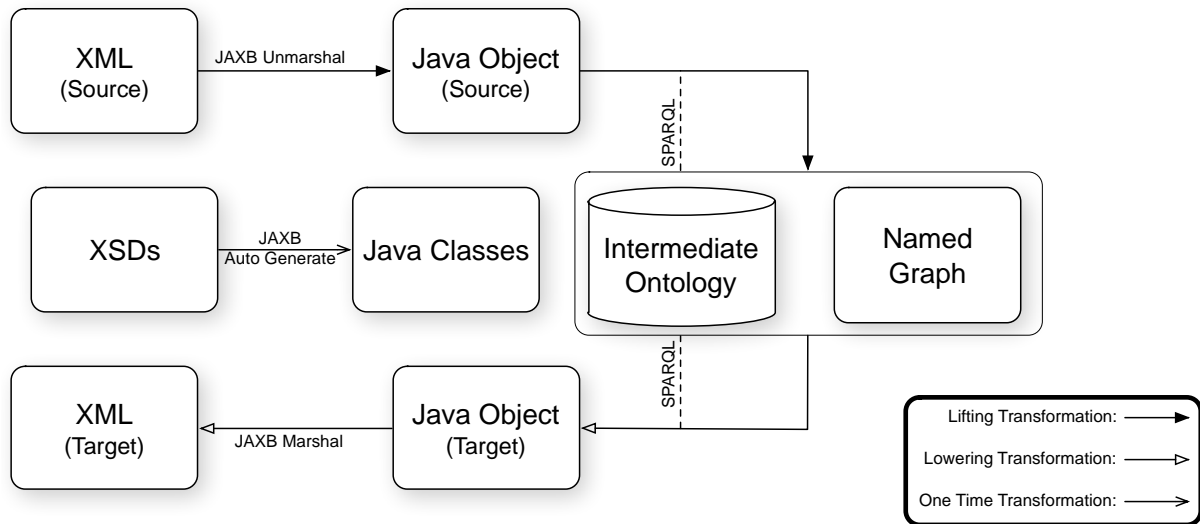 XML
(Source)
JAXB Unmarshal
Java Object
(Source)
SPARQL
XSDs
JAXB
Auto Generate
Java Classes
Intermediate
Ontology
Named
Graph
XML
(Target)
JAXB Marshal
Java Object
(Target)
SPARQL
Lifting Transformation:
Lowering Transformation:
One Time Transformation: